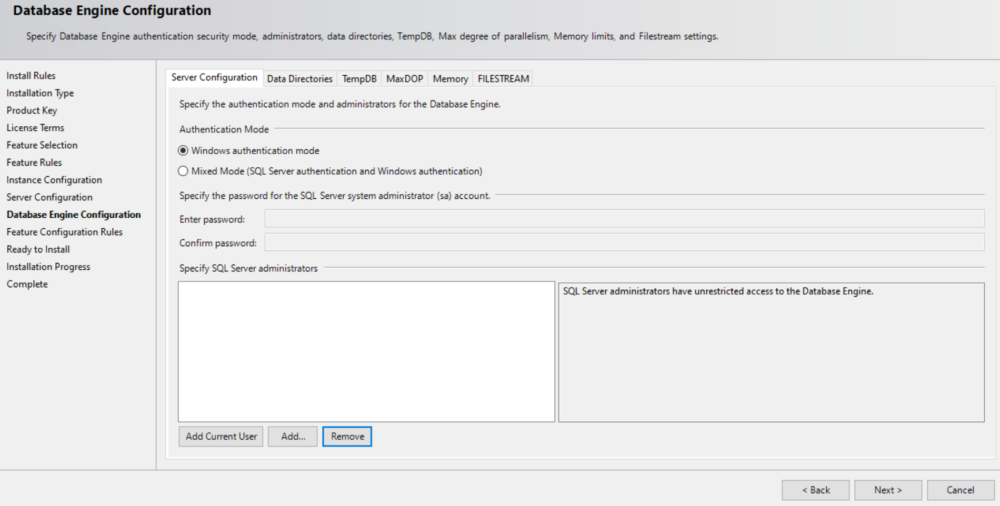 Database Engine Configuration
Specify Database Engine authentication security mode, administrators, data directories, TempDB, Max degree of parallelism, Memory limits, and Filestream settings.
Install Rules
Installation Type
Product Key
License Terms
Feature Selection
Feature Rules
Instance Configuration
Server Configuration
Database Engine Configuration
Feature Configuration Rules
Ready to Install
Installation Progress
Complete
Server Configuration Data Directories TempDB MaxDOP Memory FILESTREAM
Specify the authentication mode and administrators for the Database Engine.
Authentication Mode
Windows authentication mode
Mixed Mode (SQL Server authentication and Windows authentication)
Specify the password for the SQL Server system administrator (sa) account.
Enter password:
Confirm password:
Specify SQL Server administrators
SQL Server administrators have unrestricted access to the Database Engine.
Add Current User Add... Remove
< Back Next > Cancel